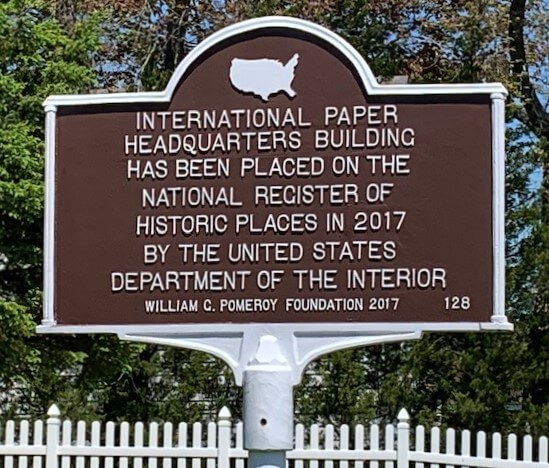 INTERNATIONAL PAPER
HEADQUARTERS BUILDING
HAS BEEN PLACED ON THE
NATIONAL REGISTER OF
HISTORIC PLACES IN 2017
BY THE UNITED STATES
DEPARTMENT OF THE INTERIOR
WILLIAM G. POMEROY FOUNDATION 2017 128